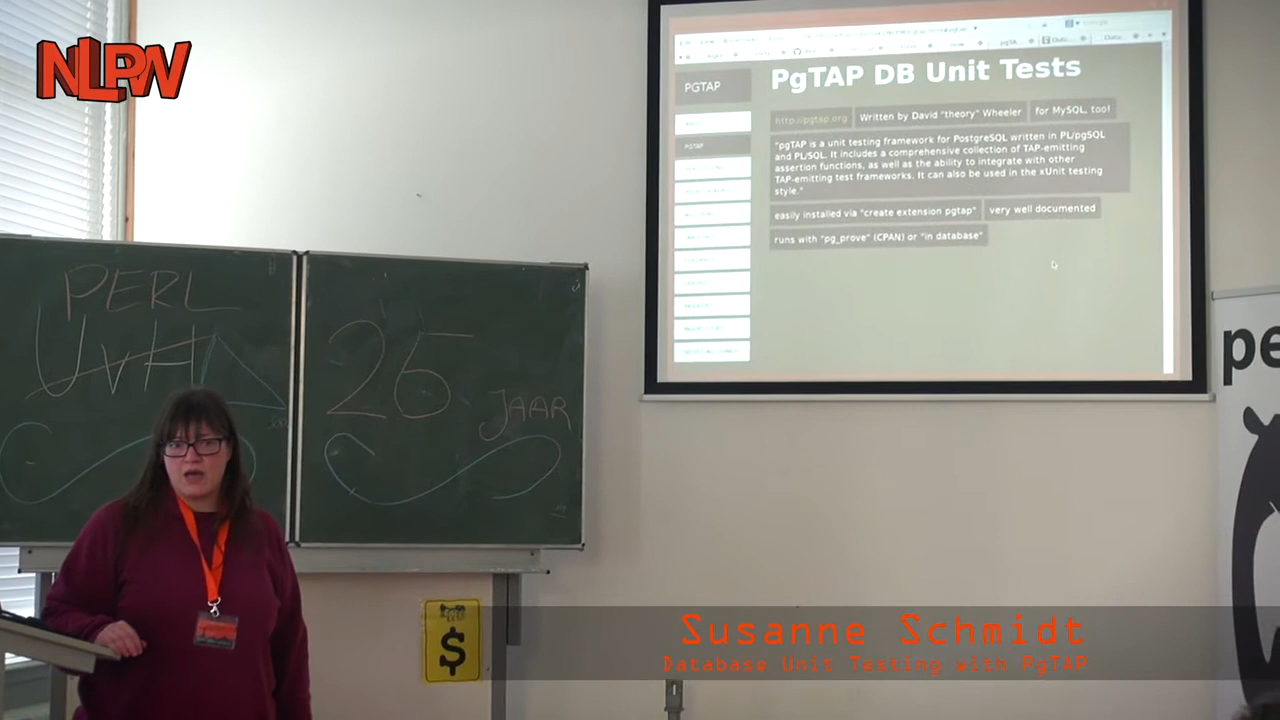 NLPW
PERL
UvA
25
JAAR
PGTAP
PGTAP
PgTAP DB Unit Tests
http://pgtap.org
Written by David "theory" Wheeler
for MySQL, too!
"pgTAP is a unit testing framework for PostgreSQL written in PL/pgSQL
and PL/SQL. It includes a comprehensive collection of TAP-emitting
assertion functions, as well as the ability to integrate with other
TAP-emitting test frameworks. It can also be used in the xUnit testing
style."
easily installed via "create extension pgtap"
very well documented
runs with "pg_prove" (CPAN) or "in database"
pe
$
Susanne Schmidt
Database Unit Testing with PgTAP